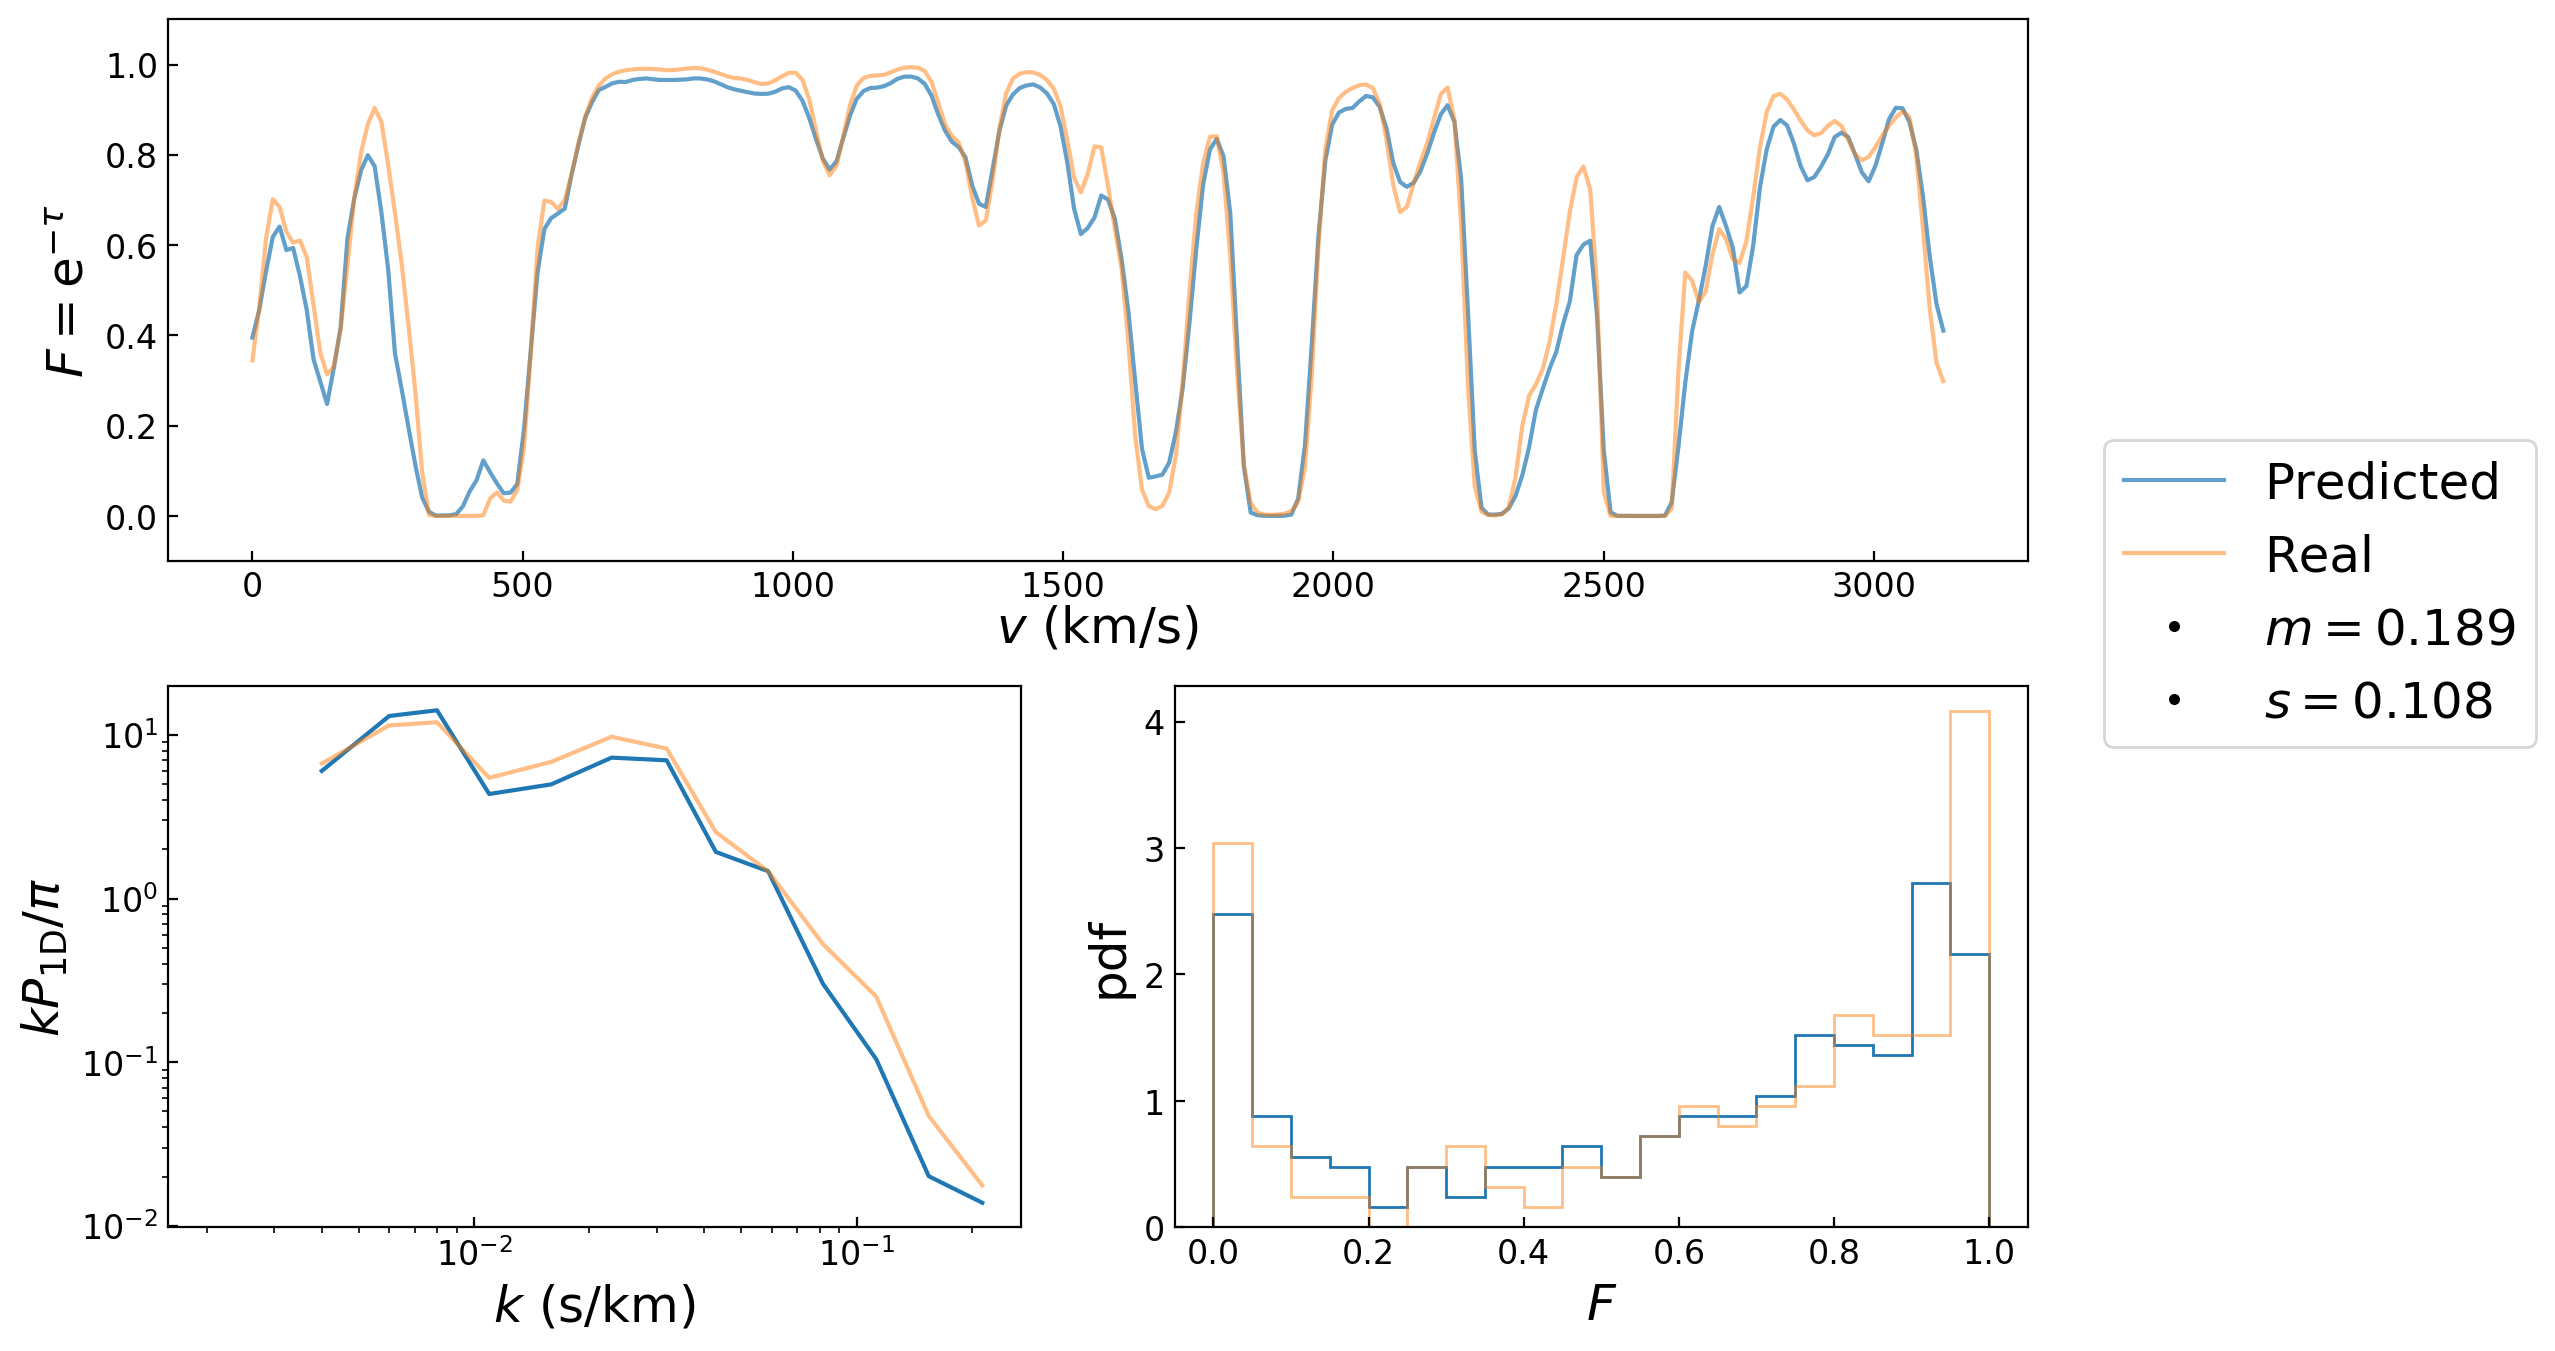 1.0
0.8
0.6
0.4
0.2
0.0
F = e^{-τ}
0 500 1000 1500 2000 2500 3000
v (km/s)
Predicted
Real
m = 0.189
s = 0.108
10^1
10^0
10^{-1}
10^{-2}
kP_{1D}/π
10^{-2} 10^{-1}
k (s/km)
4
3
2
1
0
pdf
0.0 0.2 0.4 0.6 0.8 1.0
F